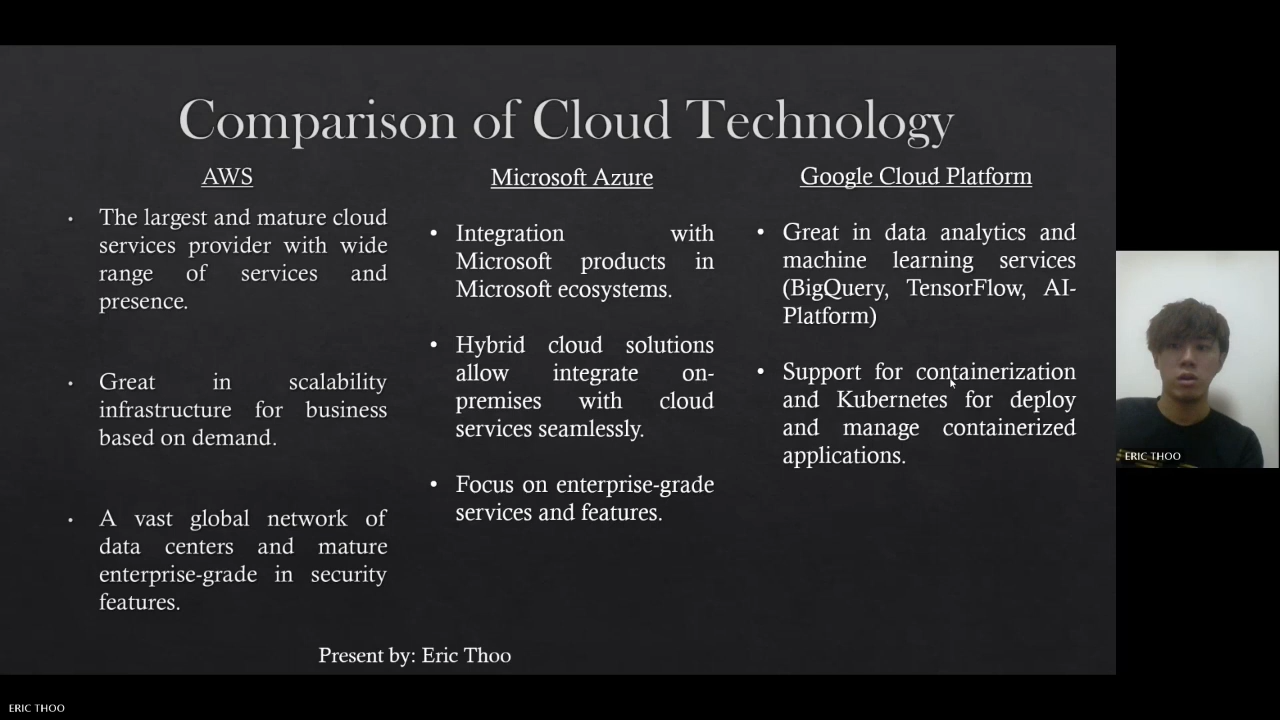 Comparison of Cloud Technology
AWS
• The largest and mature cloud
services provider with wide
range of services and
presence.
• Great in scalability
infrastructure for business
based on demand.
• A vast global network of
data centers and mature
enterprise-grade in security
features.
Microsoft Azure
• Integration with
Microsoft products in
Microsoft ecosystems.
• Hybrid cloud solutions
allow integrate on-
premises with cloud
services seamlessly.
• Focus on enterprise-grade
services and features.
Google Cloud Platform
• Great in data analytics and
machine learning services
(BigQuery, TensorFlow, AI-
Platform)
• Support for containerization
and Kubernetes for deploy
and manage containerized
applications.
Present by: Eric Thoo
ERIC THOO
ERIC THOO